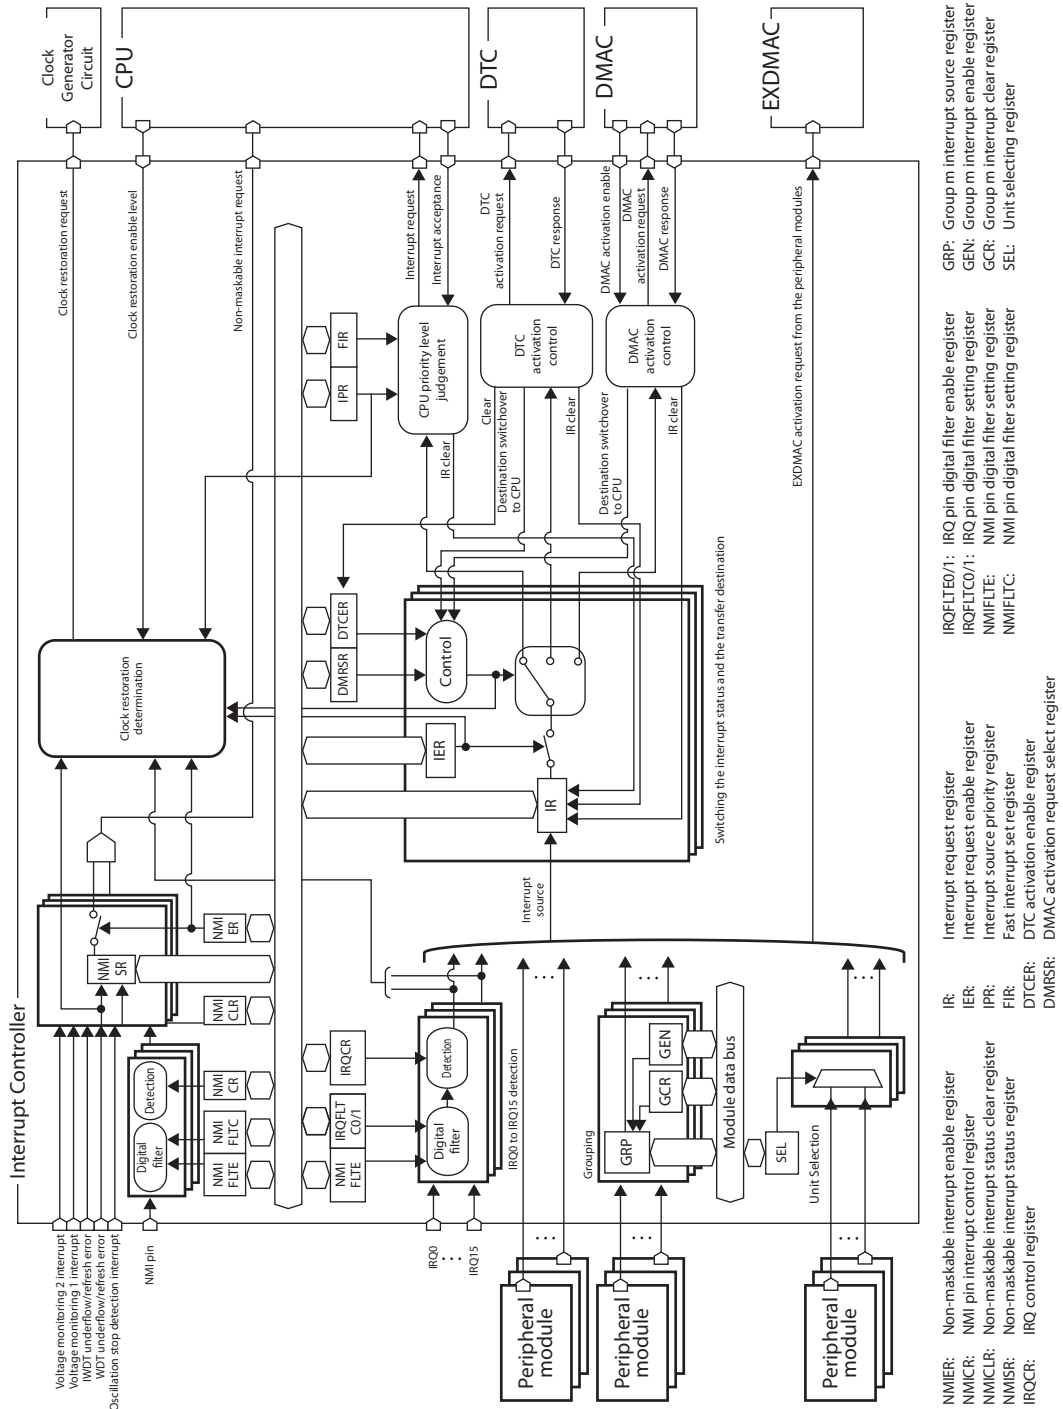 Interrupt Controller
Clock
Generator
Circuit
CPU
DTC
DMAC
EXDMAC
Clock restoration request
Clock restoration enable level
Non-maskable interrupt request
Interrupt request
Interrupt acceptance
DTC
activation request
DTC response
DMAC activation enable
DMAC
activation request
DMAC response
EXDMAC activation request from the peripheral modules
Clock restoration
determination
FIR
IPR
CPU priority level
judgement
DTC
activation
control
DMAC
activation
control
IR clear
Clear
Destination switchover
to CPU
IR clear
Destination switchover
to CPU
IR clear
DTCER
DMRSR
Control
IER
IR
Switching the interrupt status and the transfer destination
Interrupt
source
NMI
SR
NMI
ER
NMI
CLR
NMI
CR
NMI
FLTC
NMI
FLTE
Detection
Digital
filter
Voltage monitoring 2 interrupt
Voltage monitoring 1 interrupt
IWDT underflow/refresh error
WDT underflow/refresh error
Oscillation stop detection interrupt
NMI pin
IRQCR
IRQFLT
C0/1
NMI
FLTE
Detection
Digital
filter
IRQ0 to IRQ15 detection
IRQ0
...
IRQ15
...
...
Grouping
GEN
GCR
GRP
...
...
Module data bus
SEL
Unit Selection
...
...
Peripheral
module
Peripheral
module
Peripheral
module
NMIER: Non-maskable interrupt enable register
NMICR: NMI pin interrupt control register
NMICLR: Non-maskable interrupt status clear register
NMISR: Non-maskable interrupt status register
IRQCR: IRQ control register
IR: Interrupt request register
IER: Interrupt request enable register
IPR: Interrupt source priority register
FIR: Fast interrupt set register
DTCER: DTC activation enable register
DMRSR: DMAC activation request select register
IRQFLTE0/1: IRQ pin digital filter enable register
IRQFLTC0/1: IRQ pin digital filter setting register
NMIFLTE: NMI pin digital filter setting register
NMIFLTC: NMI pin digital filter setting register
GRP: Group m interrupt source register
GEN: Group m interrupt enable register
GCR: Group m interrupt clear register
SEL: Unit selecting register